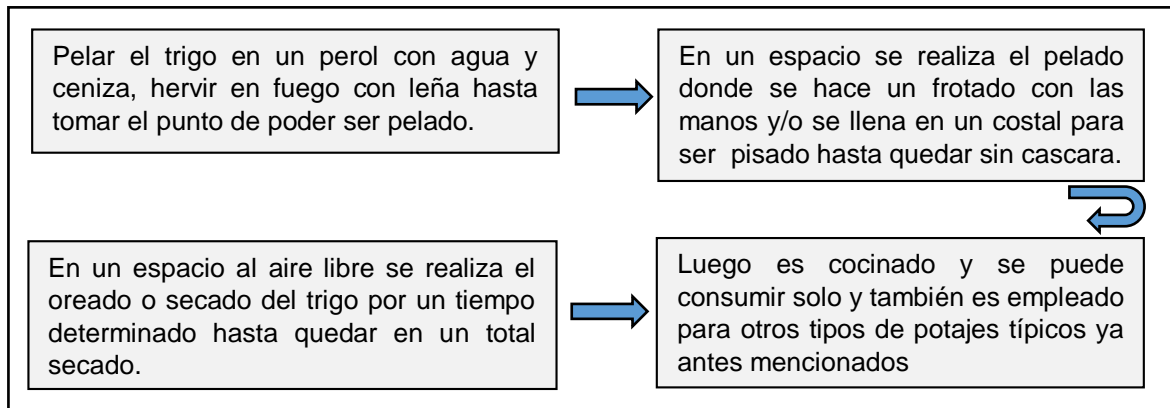 Pelar el trigo en un perol con agua y
ceniza, hervir en fuego con leña hasta
tomar el punto de poder ser pelado.
En un espacio se realiza el pelado
donde se hace un frotado con las
manos y/o se llena en un costal para
ser pisado hasta quedar sin cascara.
En un espacio al aire libre se realiza el
oreado o secado del trigo por un tiempo
determinado hasta quedar en un total
secado.
Luego es cocinado y se puede
consumir solo y también es empleado
para otros tipos de potajes típicos ya
antes mencionados